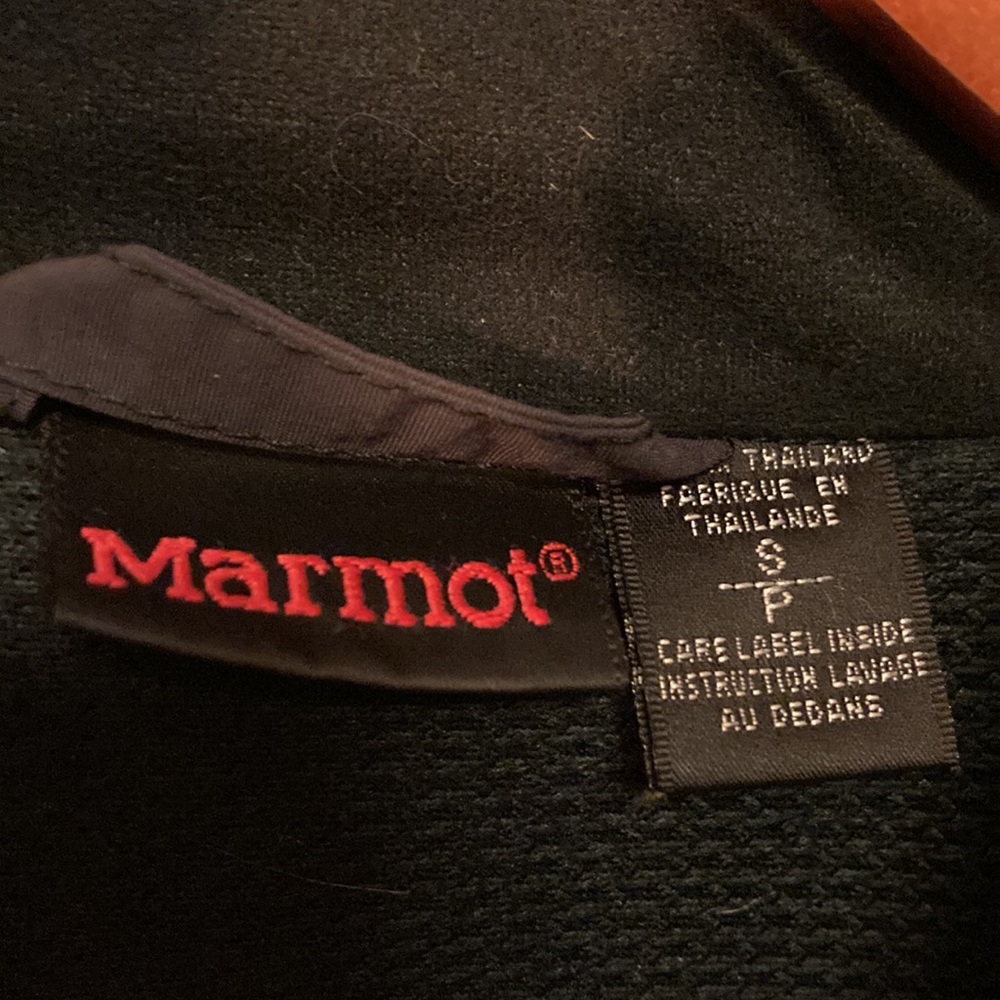 Marmot®
THAILAND
FABRIQUE EN
THAILANDE
S
P
CARE LABEL INSIDE
INSTRUCTION LAVAGE
AU DEDANS